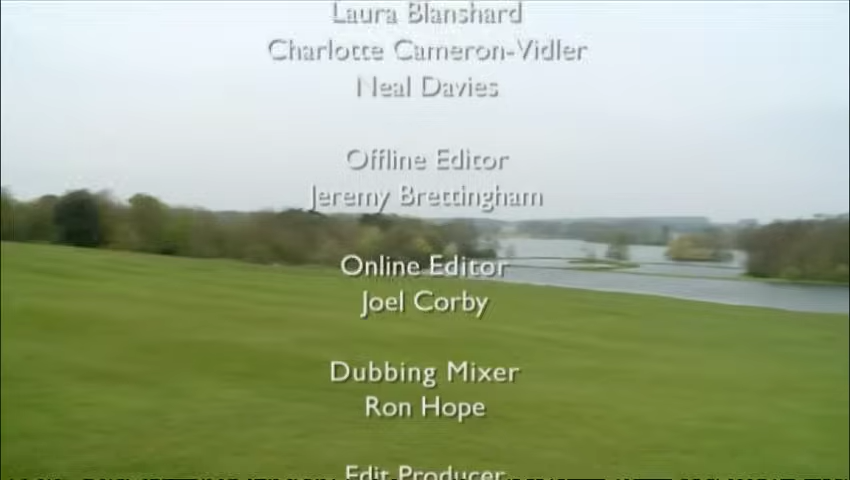 Laura Blanshard
Charlotte Cameron-Vidler
Neal Davies
Offline Editor
Jeremy Brettingham
Online Editor
Joel Corby
Dubbing Mixer
Ron Hope
Edit Producer